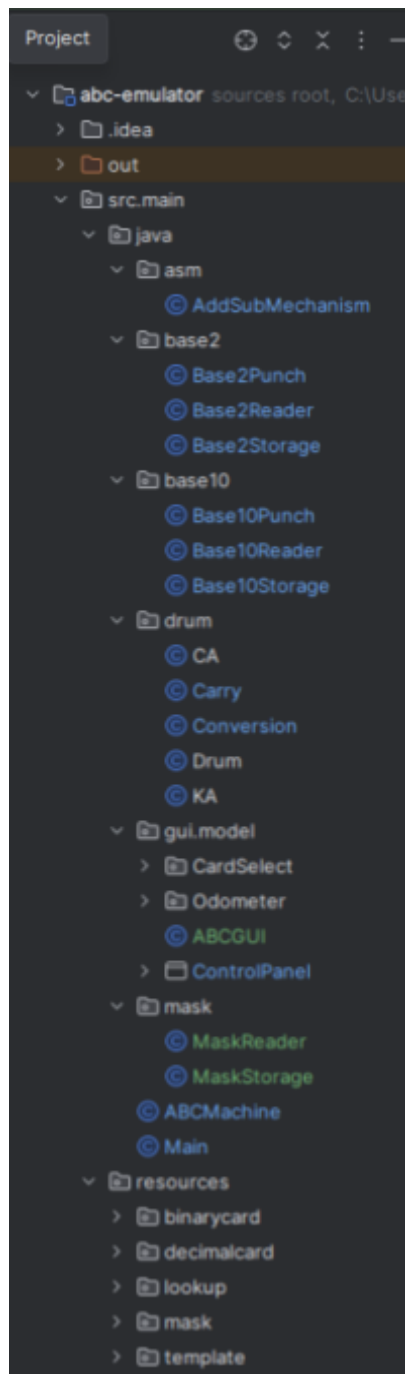 Project
abc-emulator sources root, C:\Use
.idea
out
src.main
java
asm
AddSubMechanism
base2
Base2Punch
Base2Reader
Base2Storage
base10
Base10Punch
Base10Reader
Base10Storage
drum
CA
Carry
Conversion
Drum
KA
gui.model
CardSelect
Odometer
ABCGUI
ControlPanel
mask
MaskReader
MaskStorage
ABCMachine
Main
resources
binarycard
decimalcard
lookup
mask
template